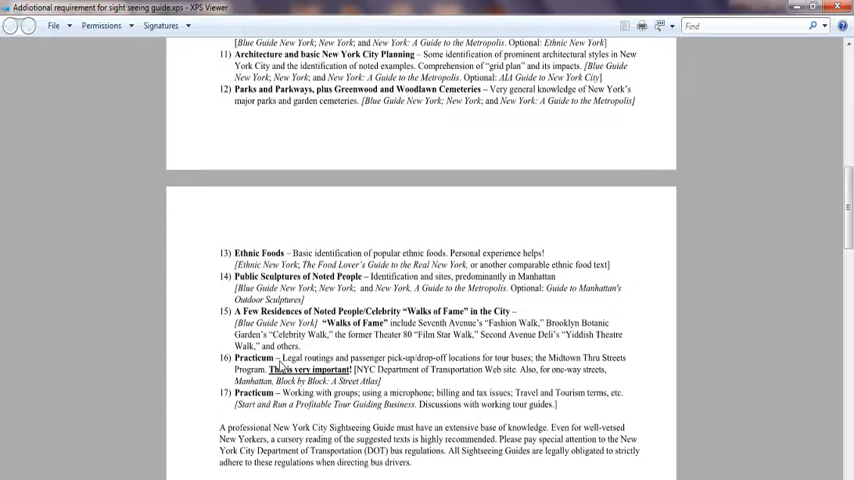 Addiotional requirement for sight seeing guide.xps - XPS Viewer
File Permissions Signatures Find
[Blue Guide New York; New York; and New York: A Guide to the Metropolis. Optional: Ethnic New York]
11) Architecture and basic New York City Planning – Some identification of prominent architectural styles in New
York City and the identification of noted examples. Comprehension of “grid plan” and its impacts. [Blue Guide
New York; New York; and New York: A Guide to the Metropolis. Optional: AIA Guide to New York City]
12) Parks and Parkways, plus Greenwood and Woodlawn Cemeteries – Very general knowledge of New York’s
major parks and garden cemeteries. [Blue Guide New York; New York; and New York: A Guide to the Metropolis]
13) Ethnic Foods – Basic identification of popular ethnic foods. Personal experience helps!
[Ethnic New York; The Food Lover’s Guide to the Real New York, or another comparable ethnic food text]
14) Public Sculptures of Noted People – Identification and sites, predominantly in Manhattan
[Blue Guide New York; New York; and New York, A Guide to the Metropolis. Optional: Guide to Manhattan’s
Outdoor Sculptures]
15) A Few Residences of Noted People/Celebrity “Walks of Fame” in the City –
[Blue Guide New York] “Walks of Fame” include Seventh Avenue’s “Fashion Walk,” Brooklyn Botanic
Garden’s “Celebrity Walk,” the former Theater 80 “Film Star Walk,” Second Avenue Deli’s “Yiddish Theatre
Walk,” and others.
16) Practicum – Legal routings and passenger pick-up/drop-off locations for tour buses; the Midtown Thru Streets
Program. This is very important! [NYC Department of Transportation Web site. Also, for one-way streets,
Manhattan, Block by Block: A Street Atlas]
17) Practicum – Working with groups; using a microphone; billing and tax issues; Travel and Tourism terms, etc.
[Start and Run a Profitable Tour Guiding Business. Discussions with working tour guides.]
A professional New York City Sightseeing Guide must have an extensive base of knowledge. Even for well-versed
New Yorkers, a cursory reading of the suggested texts is highly recommended. Please pay special attention to the New
York City Department of Transportation (DOT) bus regulations. All Sightseeing Guides are legally obligated to strictly
adhere to these regulations when directing bus drivers.